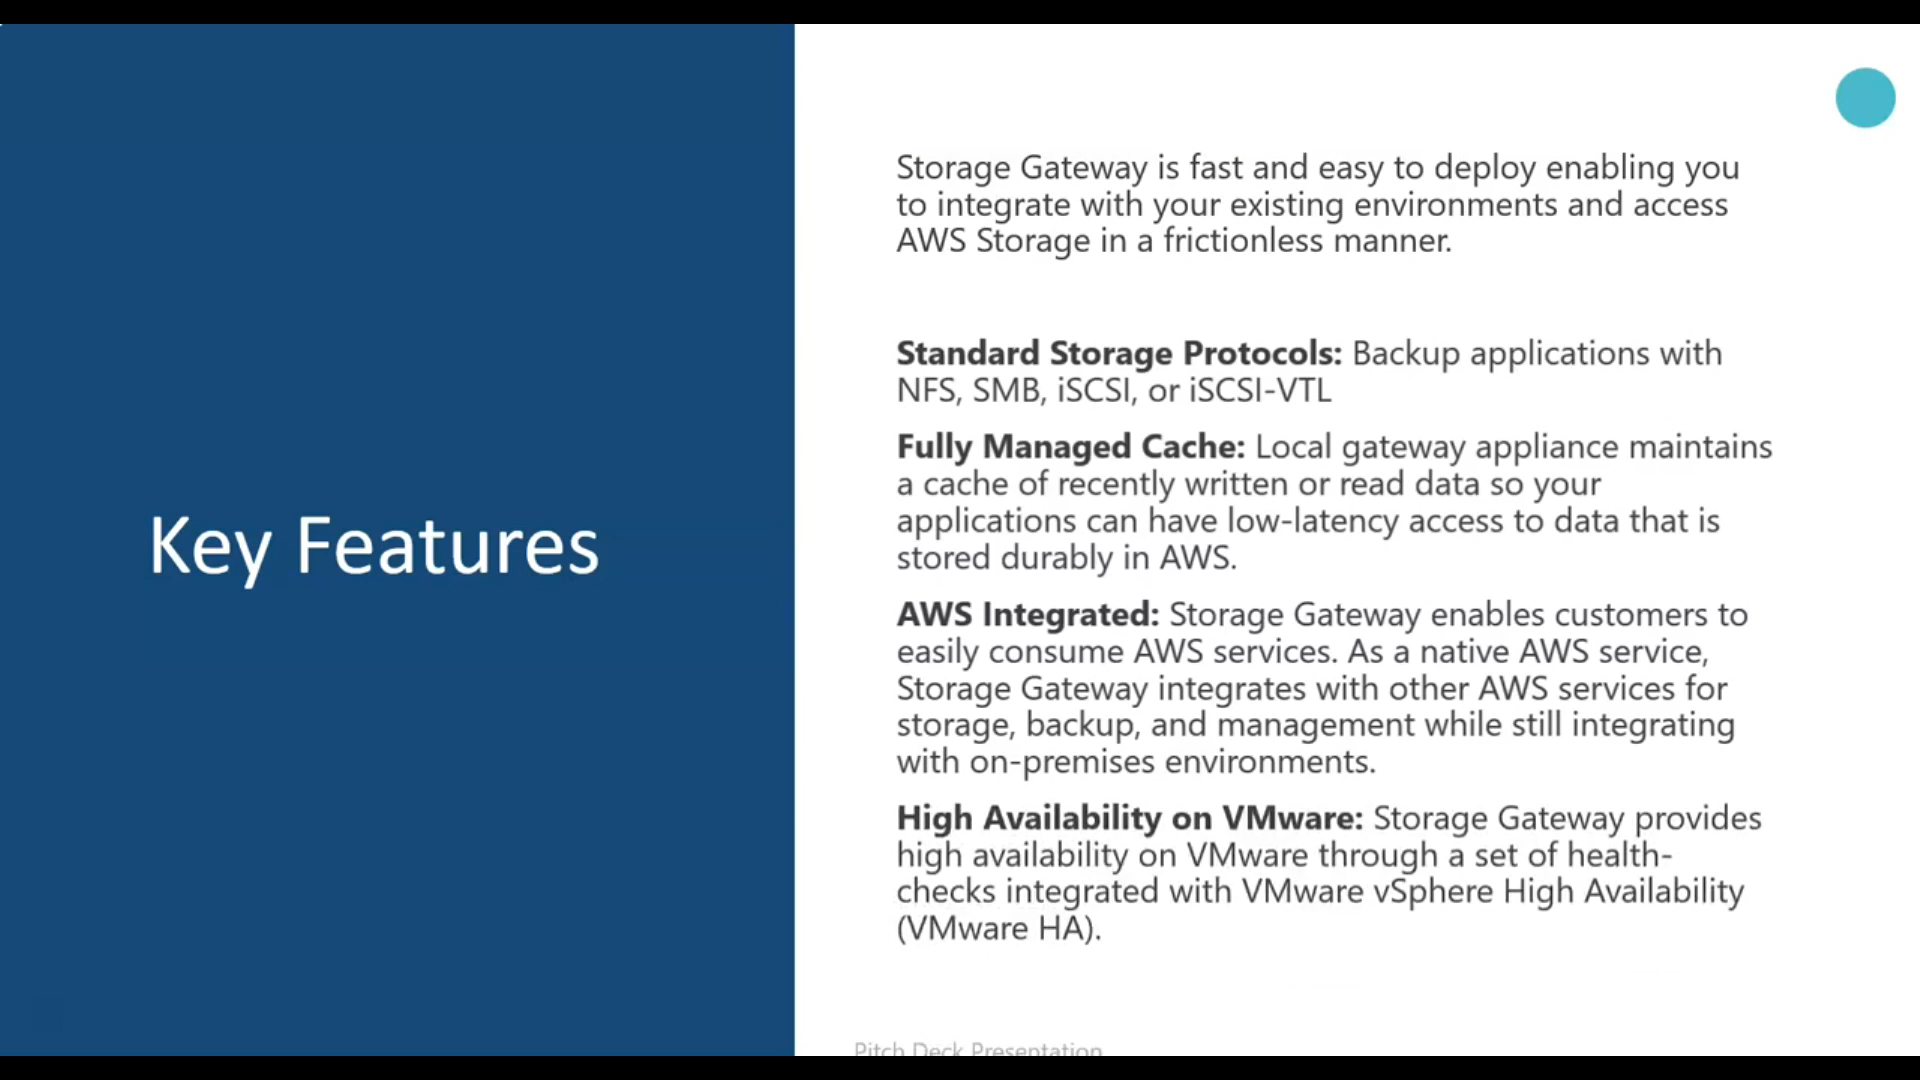 Key Features
Storage Gateway is fast and easy to deploy enabling you
to integrate with your existing environments and access
AWS Storage in a frictionless manner.
Standard Storage Protocols: Backup applications with
NFS, SMB, iSCSI, or iSCSI-VTL
Fully Managed Cache: Local gateway appliance maintains
a cache of recently written or read data so your
applications can have low-latency access to data that is
stored durably in AWS.
AWS Integrated: Storage Gateway enables customers to
easily consume AWS services. As a native AWS service,
Storage Gateway integrates with other AWS services for
storage, backup, and management while still integrating
with on-premises environments.
High Availability on VMware: Storage Gateway provides
high availability on VMware through a set of health-
checks integrated with VMware vSphere High Availability
(VMware HA).
Pitch Deck Presentation